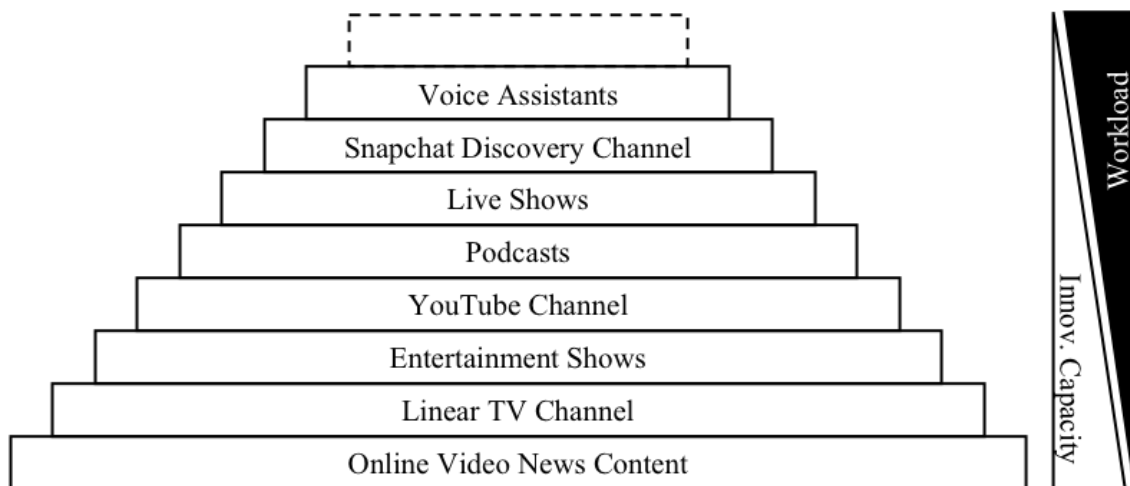 Voice Assistants
Snapchat Discovery Channel
Live Shows
Podcasts
YouTube Channel
Entertainment Shows
Linear TV Channel
Online Video News Content
Workload
Innov. Capacity